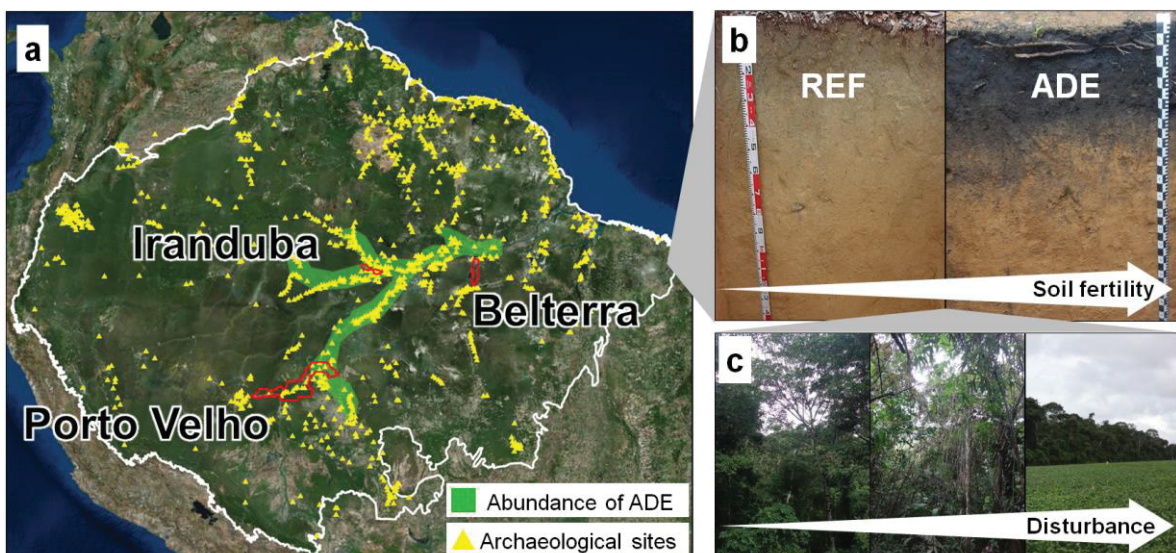 a
Iranduba
Belterra
Porto Velho
Abundance of ADE
Archaeological sites
b
REF
ADE
Soil fertility
c
Disturbance